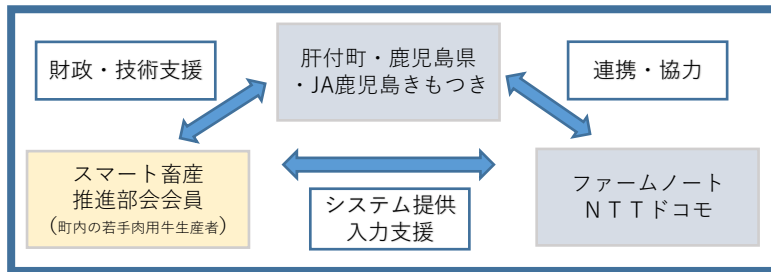 財政・技術支援
肝付町・鹿児島県
・JA鹿児島きもつき
連携・協力
スマート畜産
推進部会会員
(町内の若手肉用牛生産者)
システム提供
入力支援
ファームノート
ＮＴＴドコモ